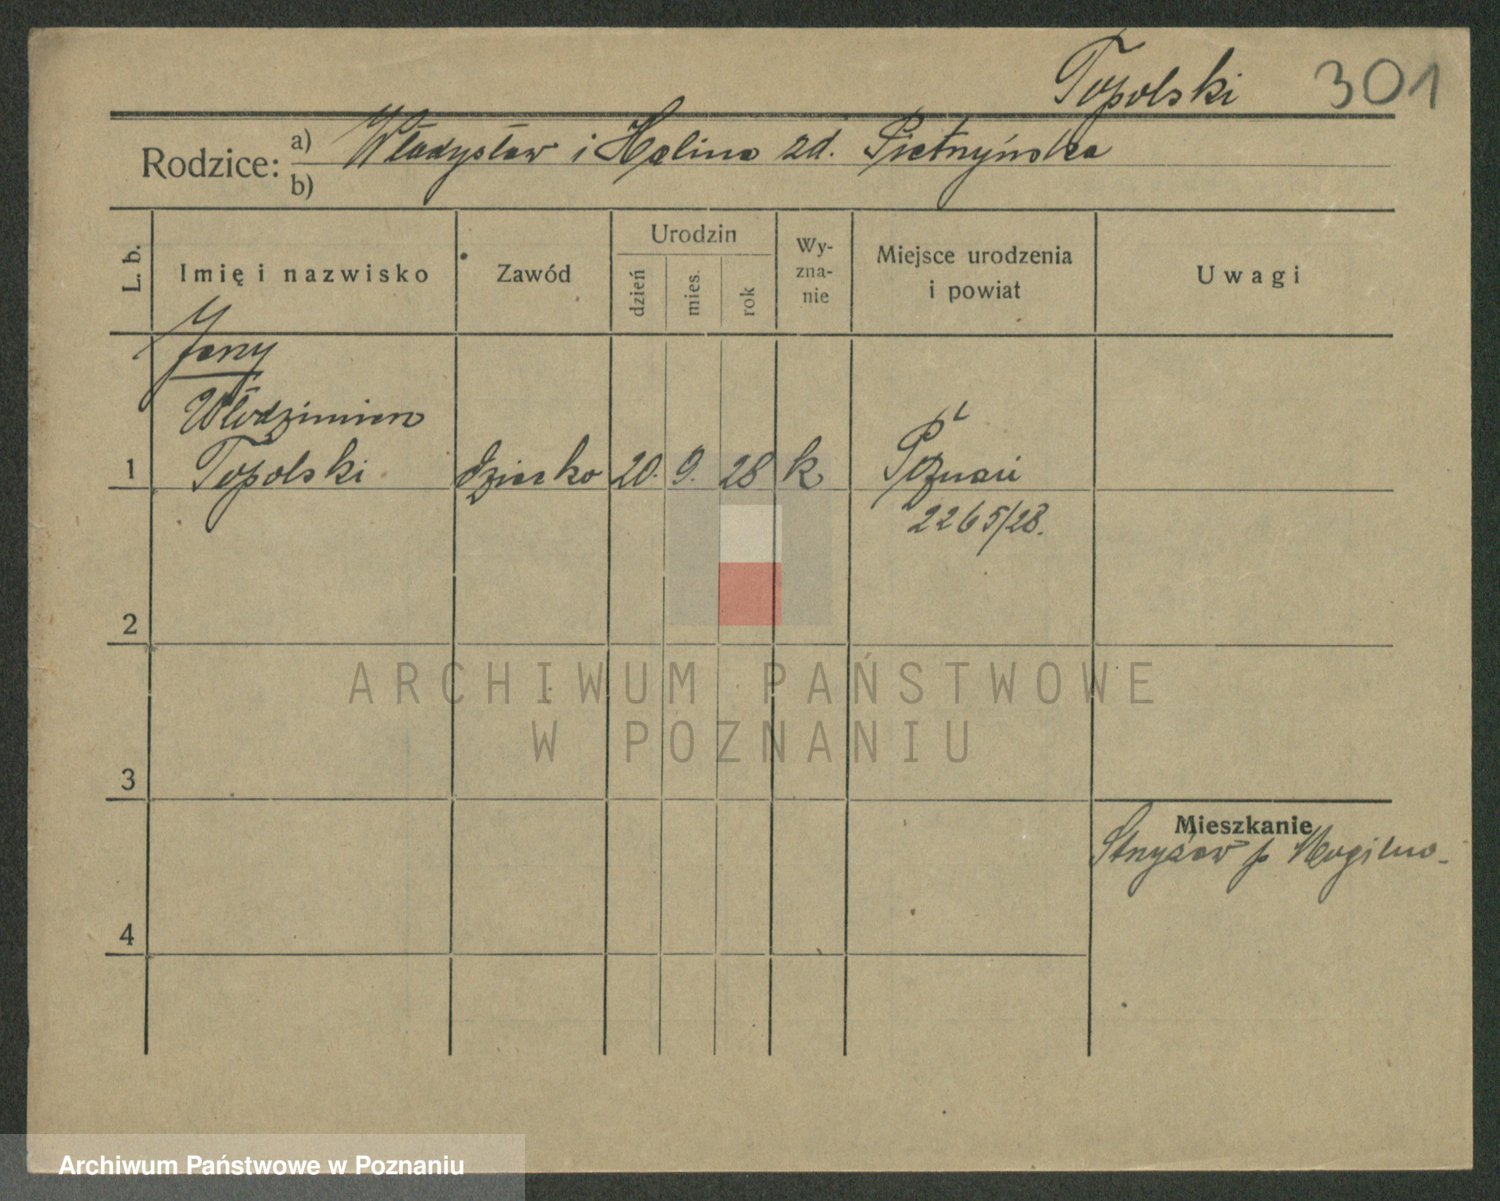 Topolski 301
Rodzice: a) Władysław i Halina zd. Pietrzyńska
b)
L. b.
Imię i nazwisko
Zawód
Urodzin
dzień
mies.
rok
Wy-
zna-
nie
Miejsce urodzenia
i powiat
Uwagi
Jerzy
Włodzimierz
1 Topolski dziecko 20. 9. 28 k Poznań
2265/28.
2
ARCHIWUM PAŃSTWOWE
W POZNANIU
3
Mieszkanie
p Mogilno
4
Archiwum Państwowe w Poznaniu